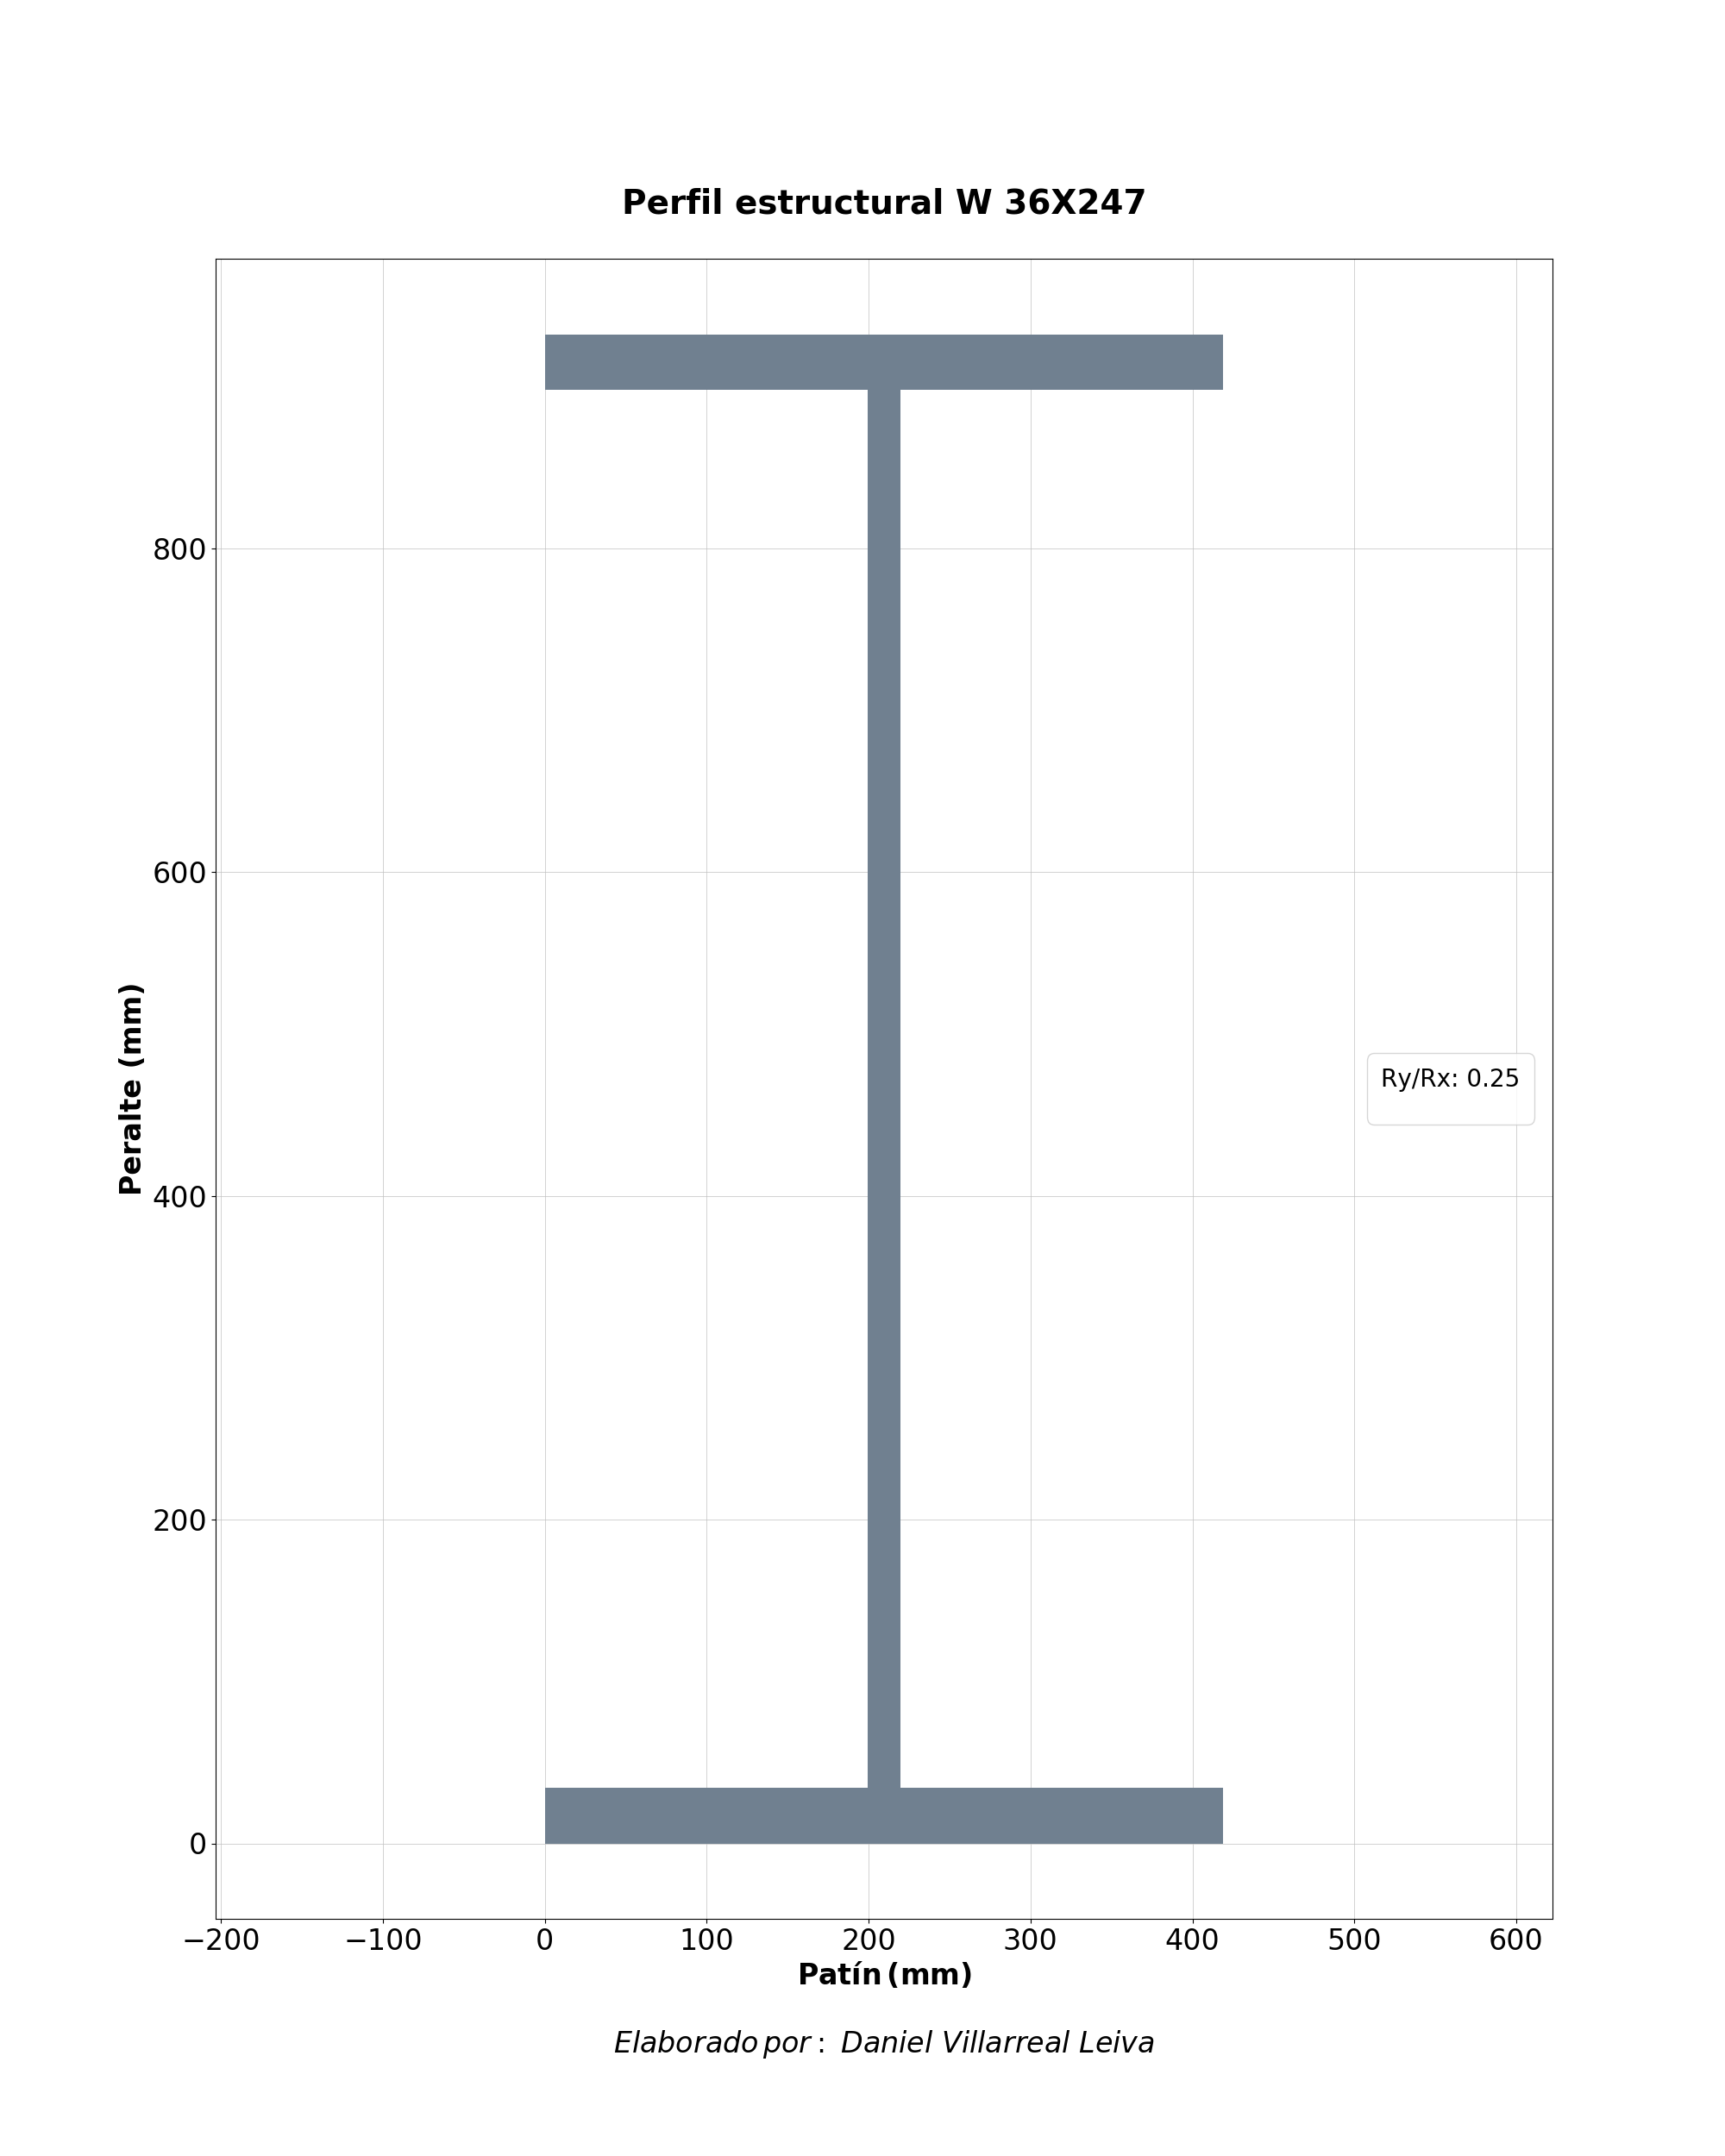 Perfil estructural W 36X247
Peralte (mm)
800
600
400
200
0
Ry/Rx: 0.25
−200 −100 0 100 200 300 400 500 600
Patín (mm)
Elaborado por: Daniel Villarreal Leiva